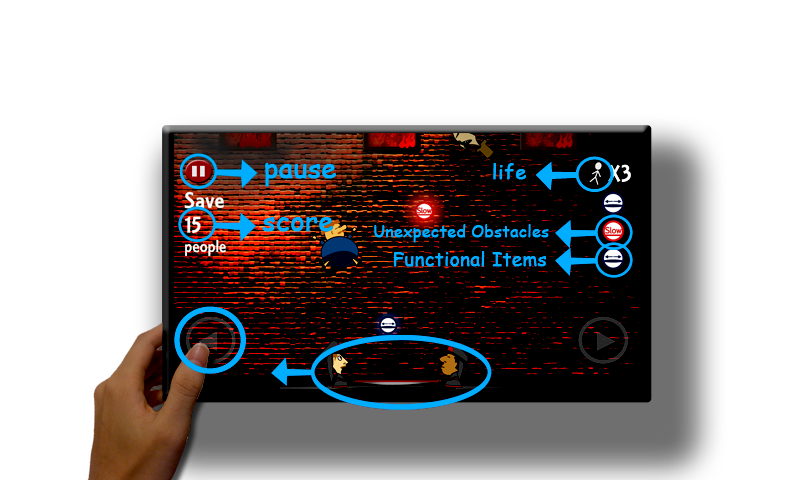 pause
life
X3
Save
Slow
15
score
Unexpected Obstacles
Slow
people
Functional Items